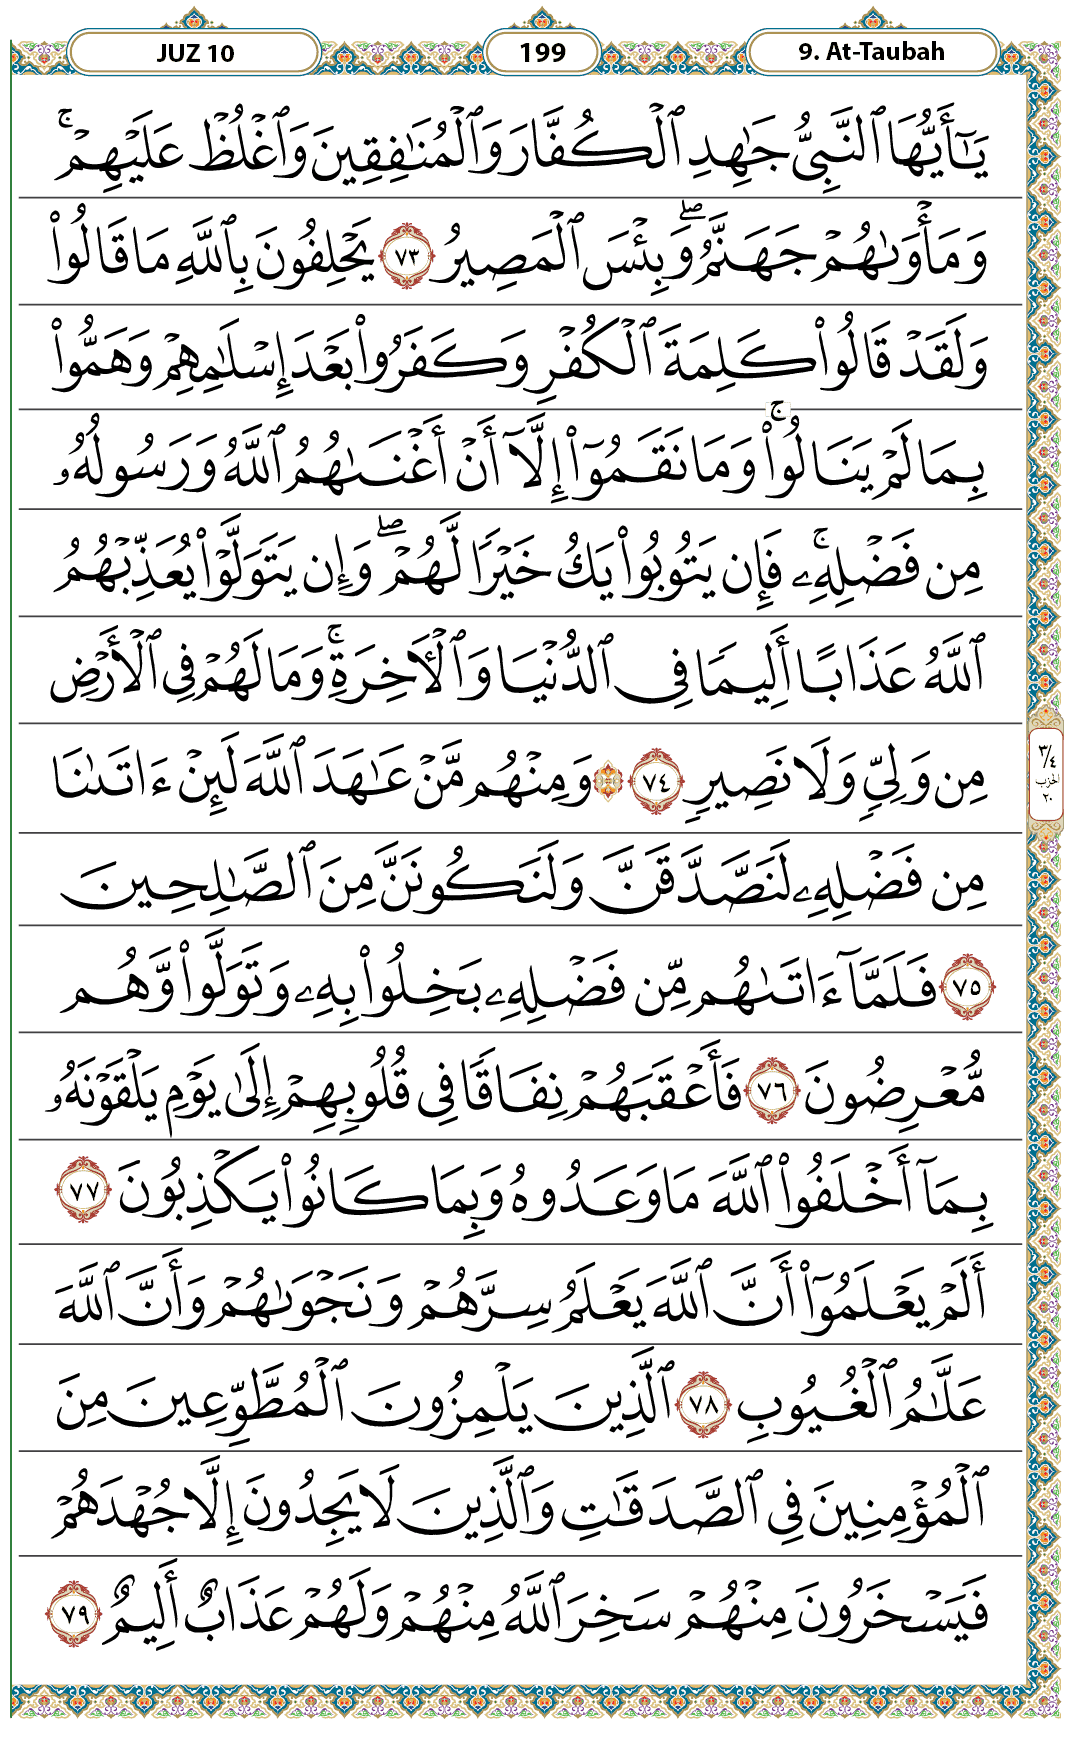 JUZ 10
199
9. At-Taubah
يَـٰٓأَيُّهَا ٱلنَّبِىُّ جَـٰهِدِ ٱلْكُفَّارَ وَٱلْمُنَـٰفِقِينَ وَٱغْلُظْ عَلَيْهِمْ ۚ
وَمَأْوَىٰهُمْ جَهَنَّمُ ۖ وَبِئْسَ ٱلْمَصِيرُ ٧٣ يَحْلِفُونَ بِٱللَّهِ مَا قَالُوا۟
وَلَقَدْ قَالُوا۟ كَلِمَةَ ٱلْكُفْرِ وَكَفَرُوا۟ بَعْدَ إِسْلَـٰمِهِمْ وَهَمُّوا۟
بِمَا لَمْ يَنَالُوا۟ ۚ وَمَا نَقَمُوٓا۟ إِلَّآ أَنْ أَغْنَىٰهُمُ ٱللَّهُ وَرَسُولُهُۥ
مِن فَضْلِهِۦ ۚ فَإِن يَتُوبُوا۟ يَكُ خَيْرًا لَّهُمْ ۖ وَإِن يَتَوَلَّوْا۟ يُعَذِّبْهُمُ
ٱللَّهُ عَذَابًا أَلِيمًا فِى ٱلدُّنْيَا وَٱلْـَٔاخِرَةِ ۚ وَمَا لَهُمْ فِى ٱلْأَرْضِ
مِن وَلِىٍّ وَلَا نَصِيرٍ ٧٤ ۞ وَمِنْهُم مَّنْ عَـٰهَدَ ٱللَّهَ لَئِنْ ءَاتَىٰنَا
٣/٤
الحزب
٢٠
مِن فَضْلِهِۦ لَنَصَّدَّقَنَّ وَلَنَكُونَنَّ مِنَ ٱلصَّـٰلِحِينَ
٧٥ فَلَمَّآ ءَاتَىٰهُم مِّن فَضْلِهِۦ بَخِلُوا۟ بِهِۦ وَتَوَلَّوا۟ وَّهُم
مُّعْرِضُونَ ٧٦ فَأَعْقَبَهُمْ نِفَاقًا فِى قُلُوبِهِمْ إِلَىٰ يَوْمِ يَلْقَوْنَهُۥ
بِمَآ أَخْلَفُوا۟ ٱللَّهَ مَا وَعَدُوهُ وَبِمَا كَانُوا۟ يَكْذِبُونَ ٧٧
أَلَمْ يَعْلَمُوٓا۟ أَنَّ ٱللَّهَ يَعْلَمُ سِرَّهُمْ وَنَجْوَىٰهُمْ وَأَنَّ ٱللَّهَ
عَلَّـٰمُ ٱلْغُيُوبِ ٧٨ ٱلَّذِينَ يَلْمِزُونَ ٱلْمُطَّوِّعِينَ مِنَ
ٱلْمُؤْمِنِينَ فِى ٱلصَّدَقَـٰتِ وَٱلَّذِينَ لَا يَجِدُونَ إِلَّا جُهْدَهُمْ
فَيَسْخَرُونَ مِنْهُمْ سَخِرَ ٱللَّهُ مِنْهُمْ وَلَهُمْ عَذَابٌ أَلِيمٌ ٧٩